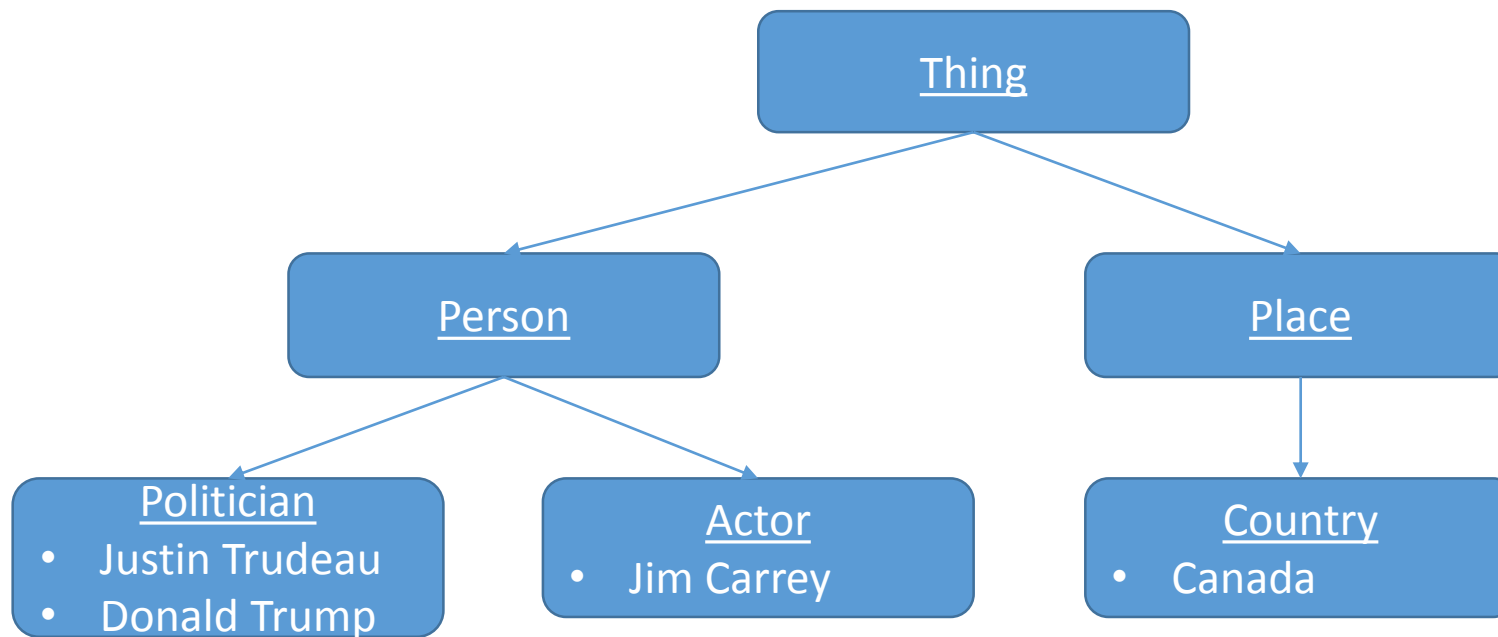 Thing
Person
Place
Politician
• Justin Trudeau
• Donald Trump
Actor
• Jim Carrey
Country
• Canada